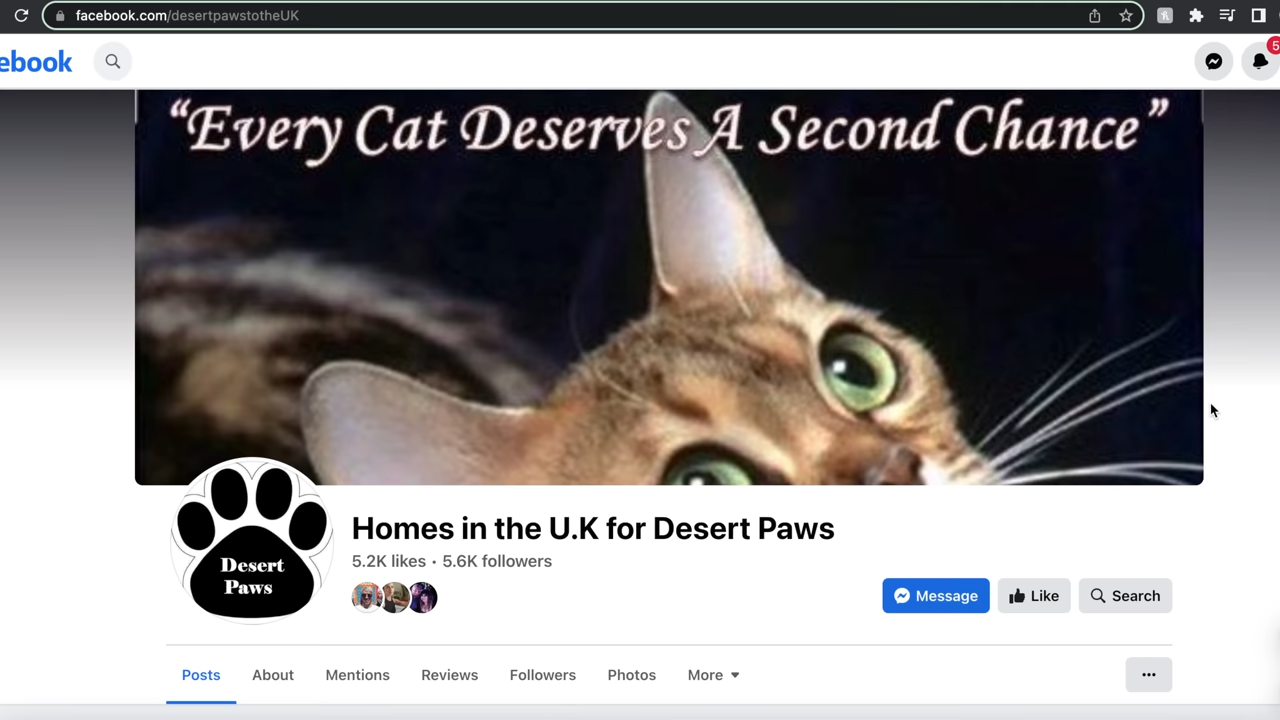 facebook.com/desertpawstotheUK
ebook
5
“Every Cat Deserves A Second Chance”
Desert
Paws
Homes in the U.K for Desert Paws
5.2K likes • 5.6K followers
Message
Like
Search
Posts
About
Mentions
Reviews
Followers
Photos
More